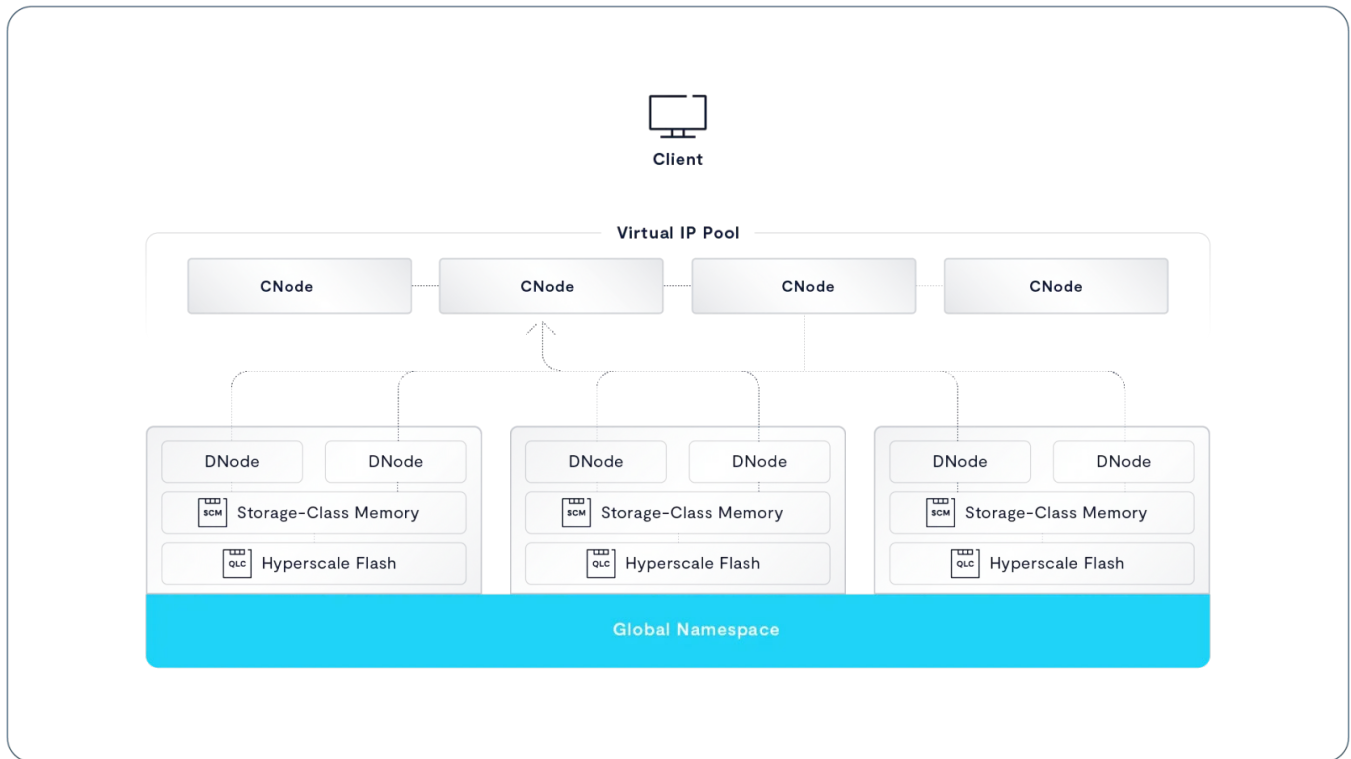 Client
Virtual IP Pool
CNode CNode CNode CNode
DNode DNode DNode DNode DNode DNode
SCM Storage-Class Memory SCM Storage-Class Memory SCM Storage-Class Memory
QLC Hyperscale Flash QLC Hyperscale Flash QLC Hyperscale Flash
Global Namespace